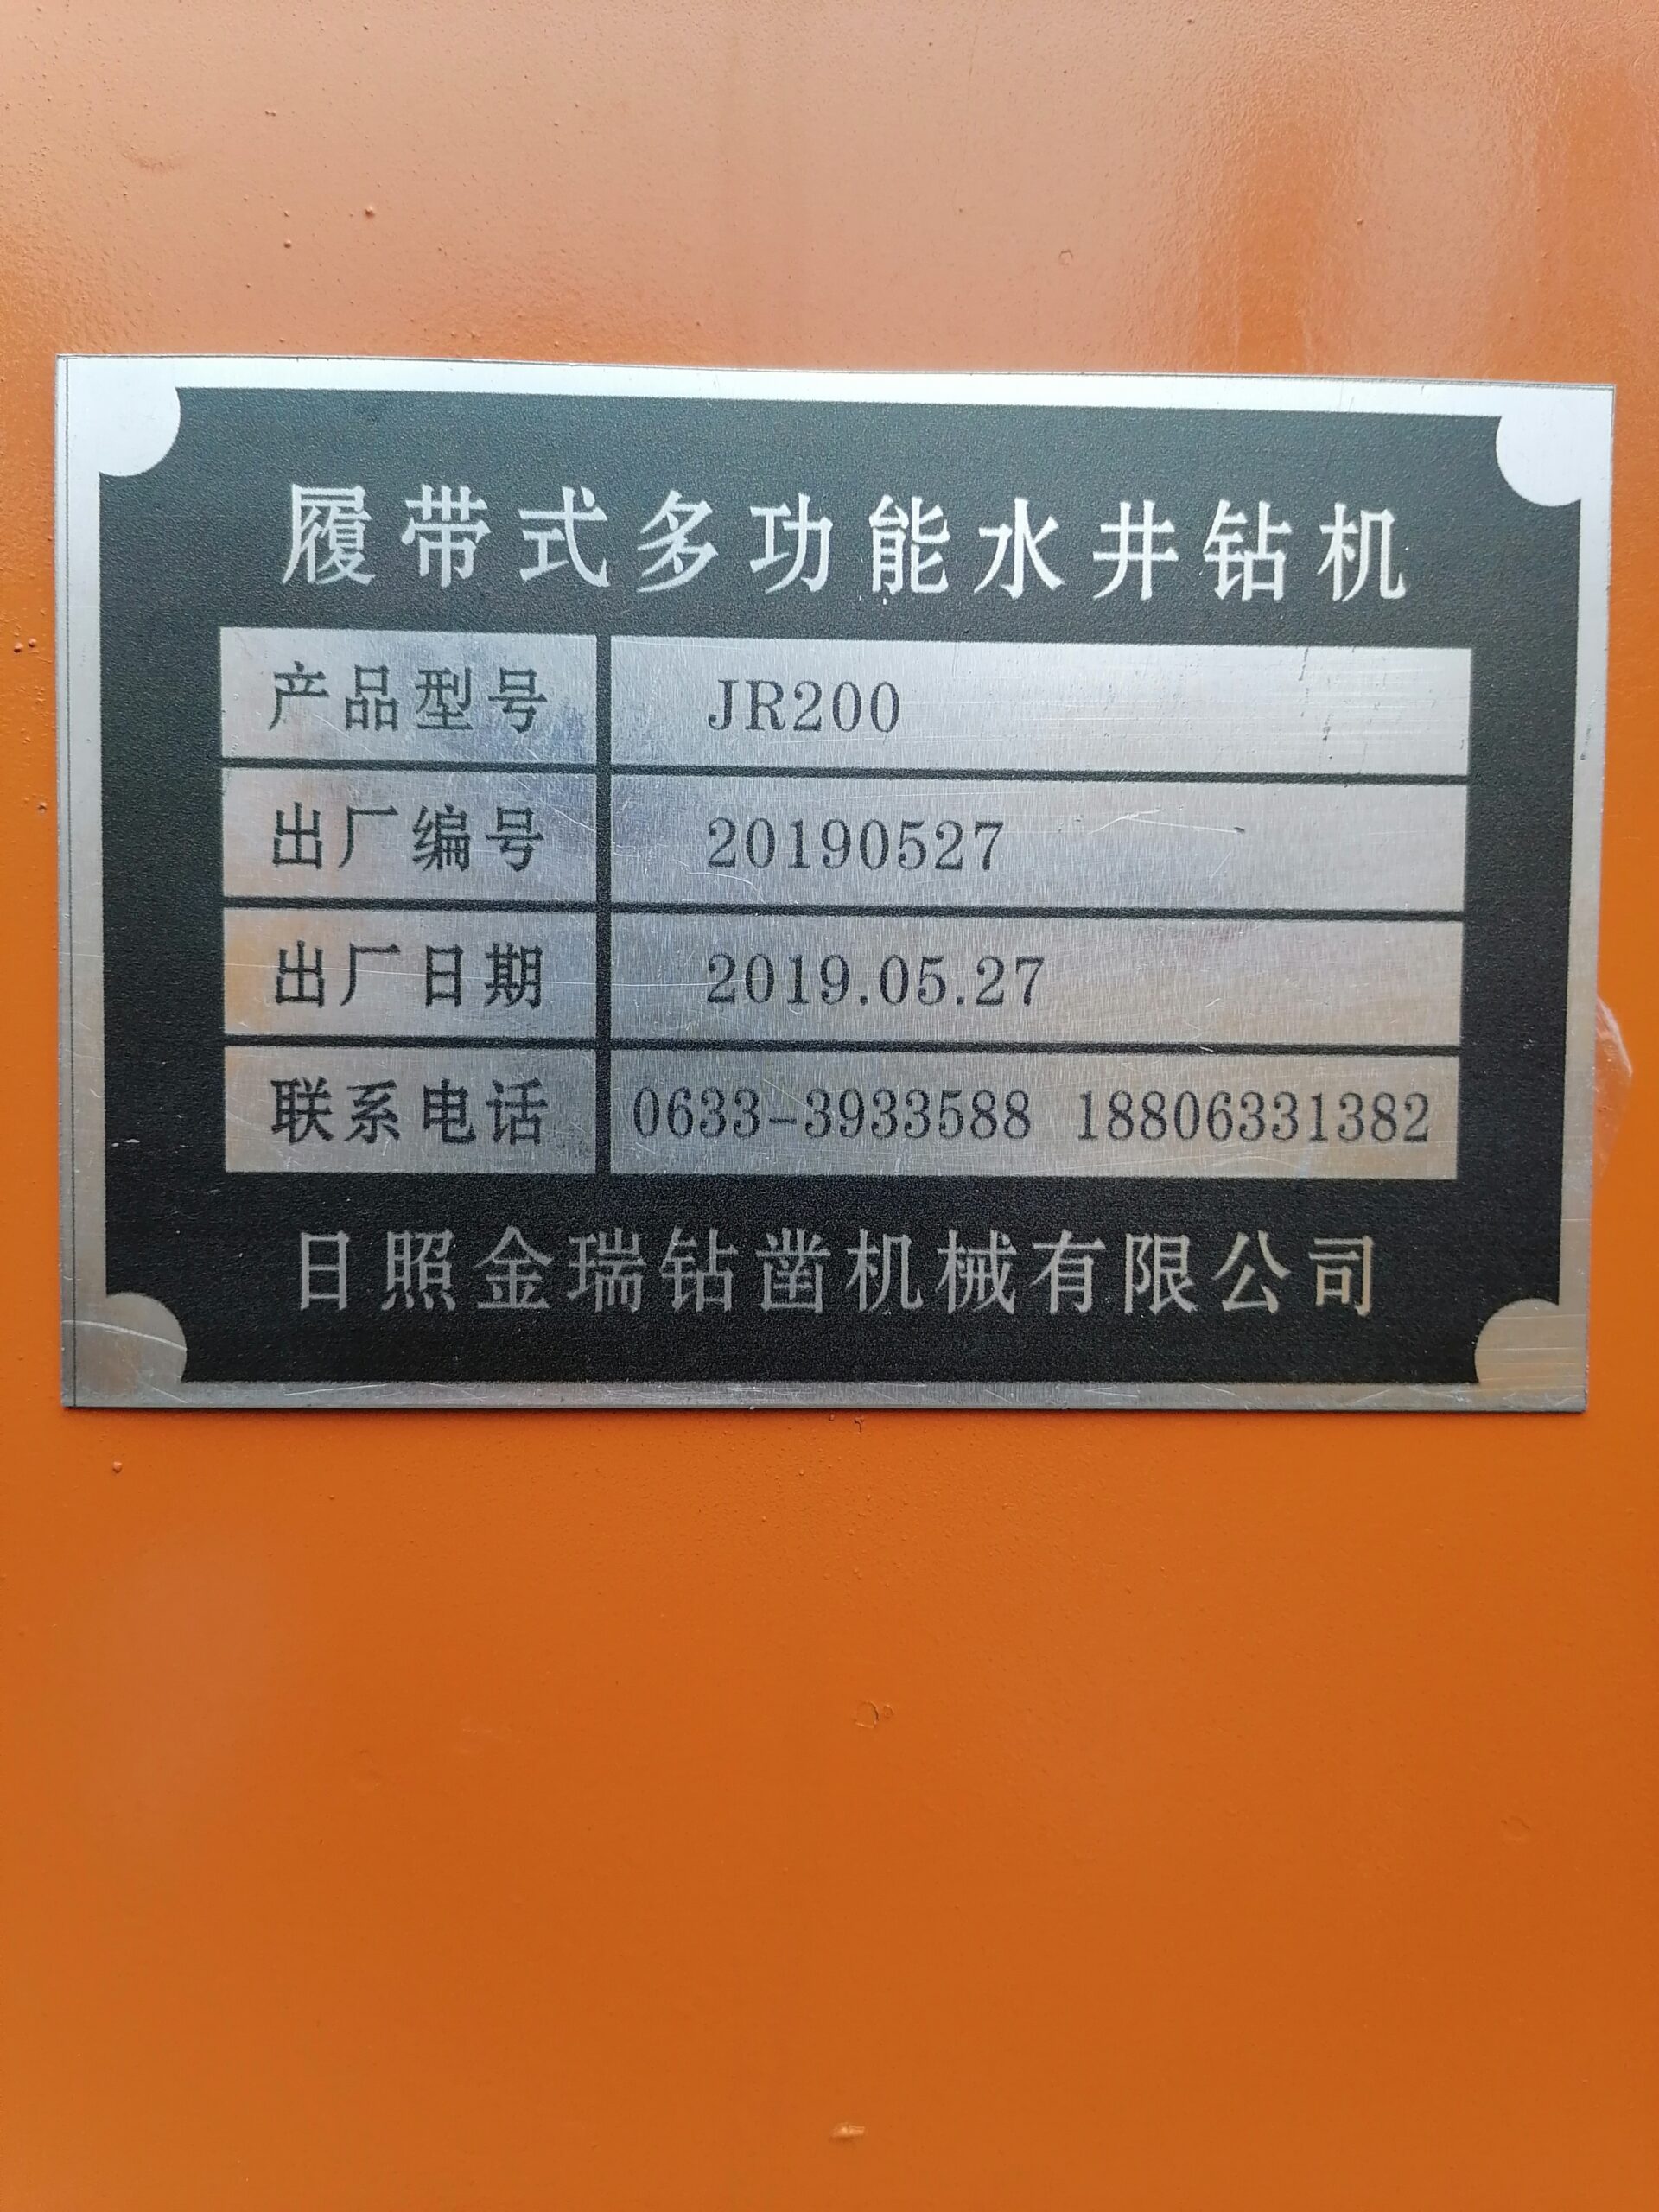 履带式多功能水井钻机
产品型号 JR200
出厂编号 20190527
出厂日期 2019.05.27
联系电话 0633-3933588 18806331382
日照金瑞钻凿机械有限公司